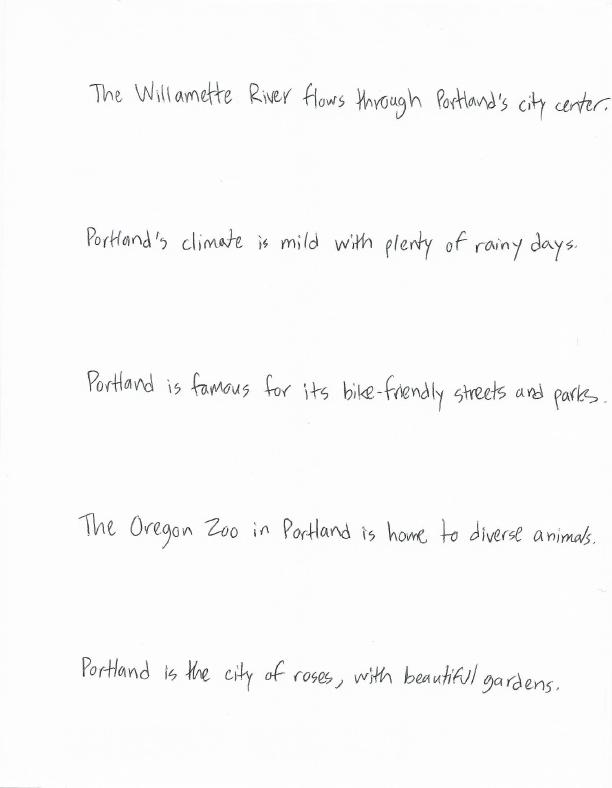 The Willamette River flows through Portland's city center.
Portland's climate is mild with plenty of rainy days.
Portland is famous for its bike-friendly streets and parks.
The Oregon Zoo in Portland is home to diverse animals.
Portland is the city of roses, with beautiful gardens.